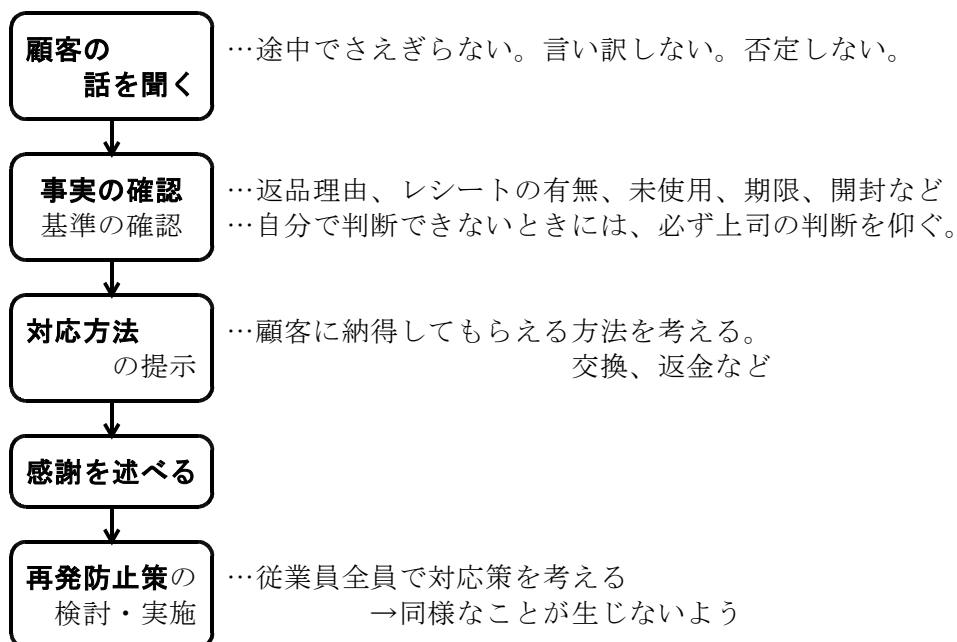 顧客の
話を聞く
…途中でさえぎらない。言い訳しない。否定しない。
事実の確認
基準の確認
…返品理由、レシートの有無、未使用、期限、開封など
…自分で判断できないときには、必ず上司の判断を仰ぐ。
対応方法
の提示
…顧客に納得してもらえる方法を考える。
交換、返金など
感謝を述べる
再発防止策の
検討・実施
…従業員全員で対応策を考える
→同様なことが生じないよう